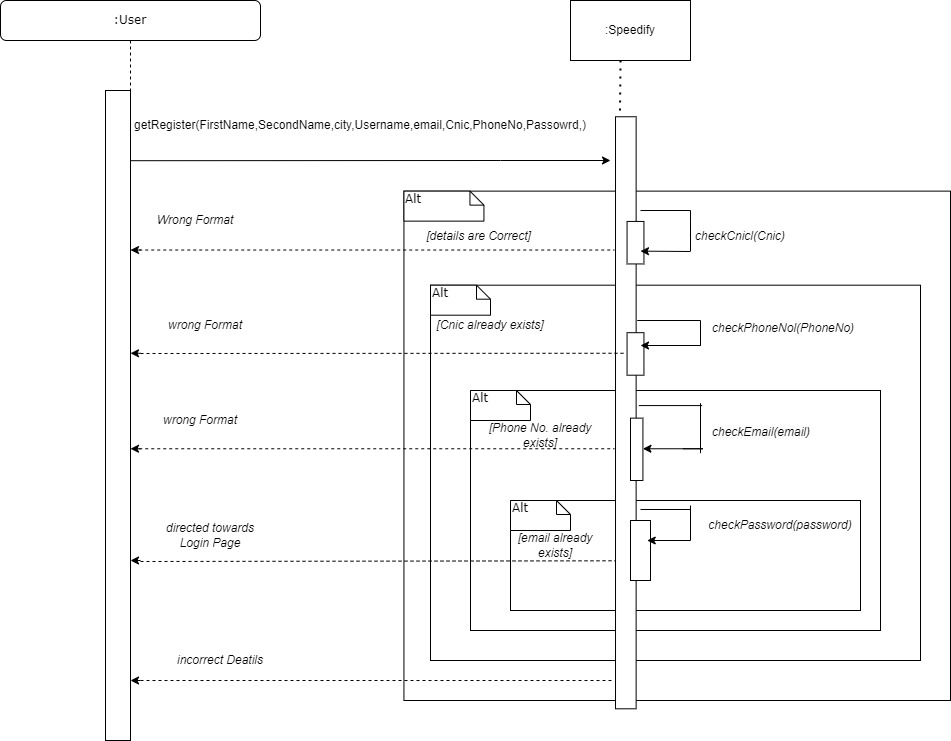 :User
:Speedify
getRegister(FirstName,SecondName,city,Username,email,Cnic,PhoneNo,Passowrd,)
Alt
Wrong Format
[details are Correct]
checkCnicl(Cnic)
Alt
wrong Format
[Cnic already exists]
checkPhoneNol(PhoneNo)
Alt
wrong Format
[Phone No. already
exists]
checkEmail(email)
Alt
directed towards
Login Page
[email already
exists]
checkPassword(password)
incorrect Deatils